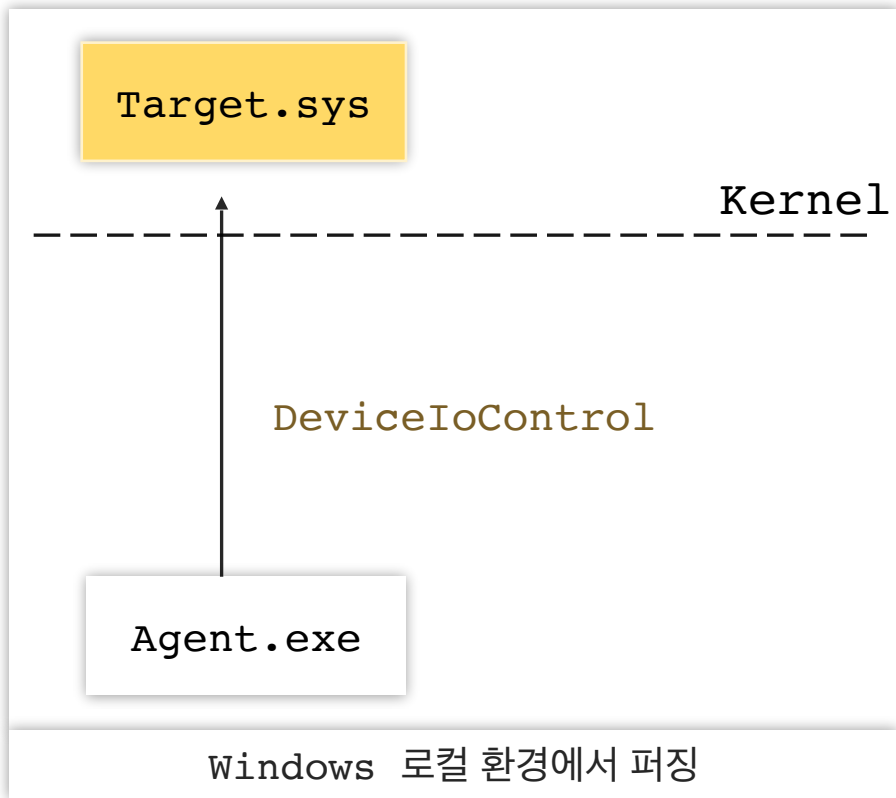 Target.sys
Kernel
DeviceIoControl
Agent.exe
Windows 로컬 환경에서 퍼징